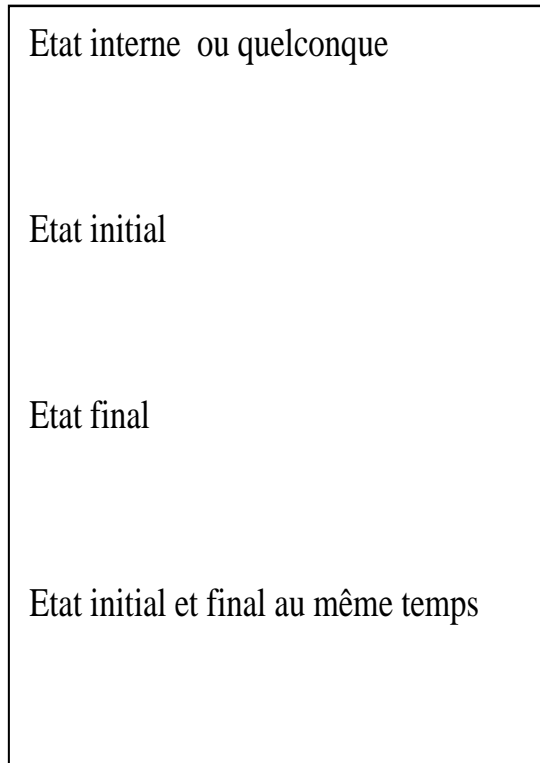 Etat interne ou quelconque
Etat initial
Etat final
Etat initial et final au même temps